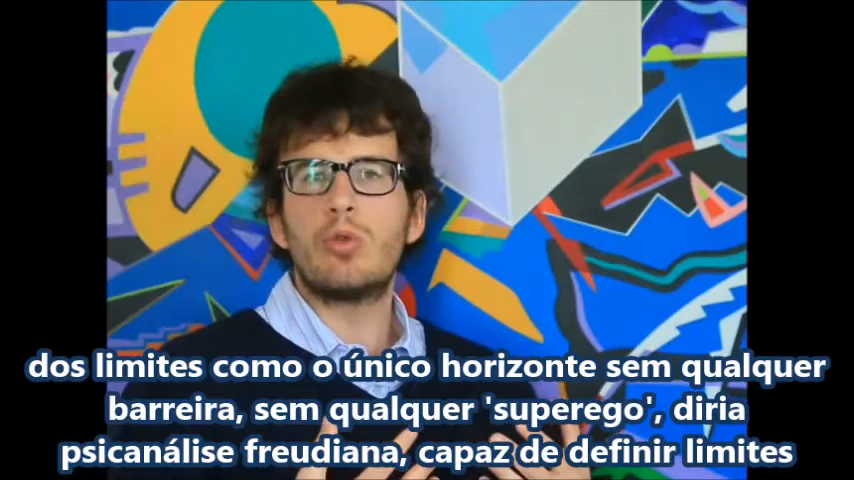 dos limites como o único horizonte sem qualquer
barreira, sem qualquer 'superego', diria
psicanálise freudiana, capaz de definir limites